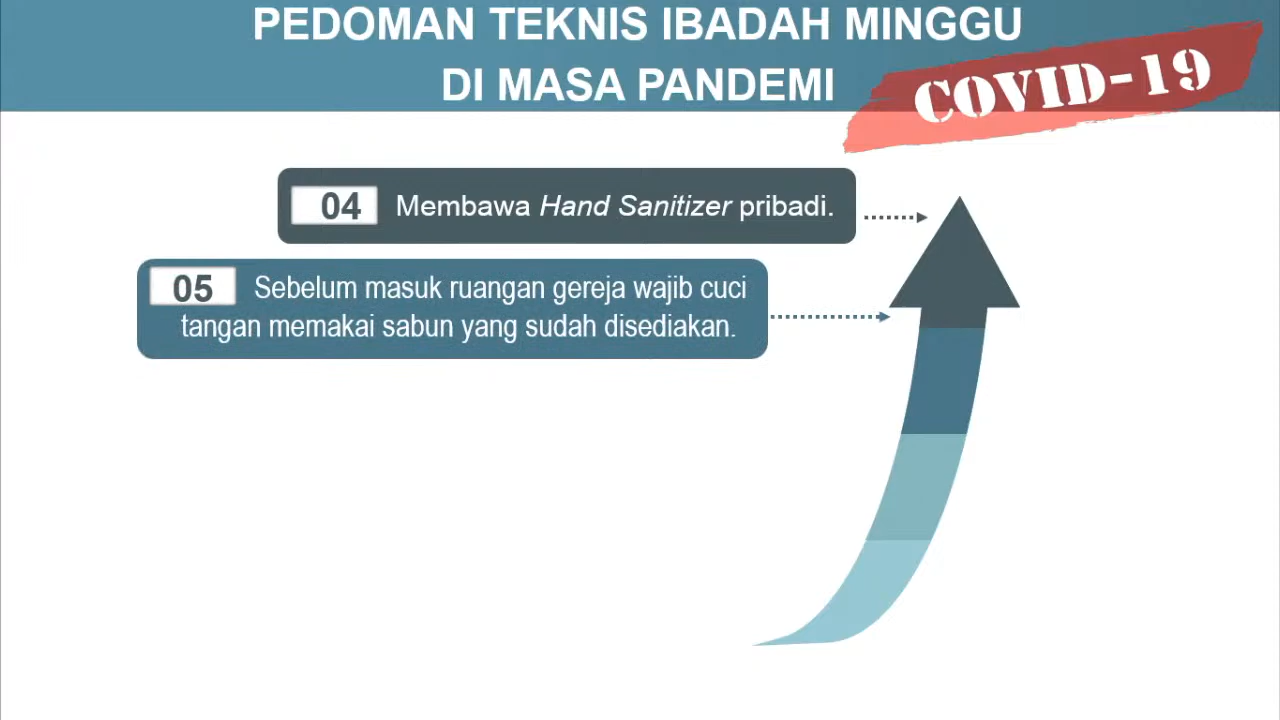 PEDOMAN TEKNIS IBADAH MINGGU
DI MASA PANDEMI
COVID-19
04 Membawa Hand Sanitizer pribadi.
05 Sebelum masuk ruangan gereja wajib cuci
tangan memakai sabun yang sudah disediakan.